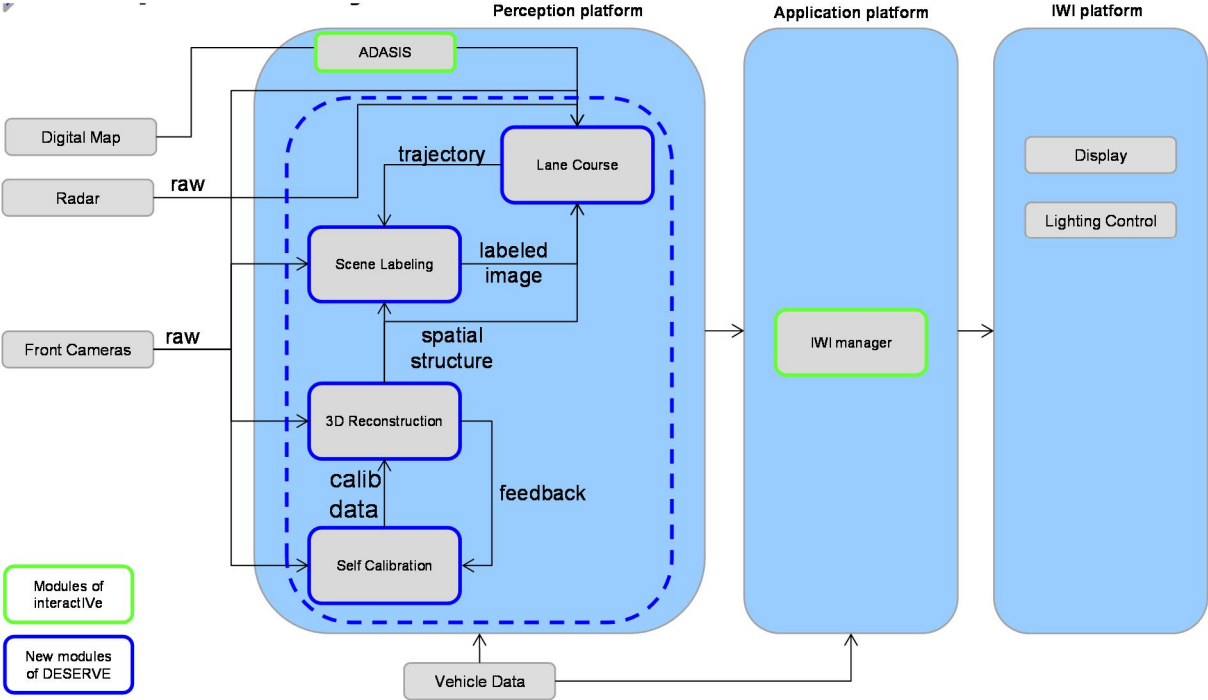 Perception platform
Application platform
IWI platform
ADASIS
Digital Map
Radar
raw
trajectory
Lane Course
Display
Lighting Control
Scene Labeling
labeled
image
Front Cameras
raw
spatial
structure
IWI manager
3D Reconstruction
calib
data
feedback
Self Calibration
Modules of
interactIVe
New modules
of DESERVE
Vehicle Data